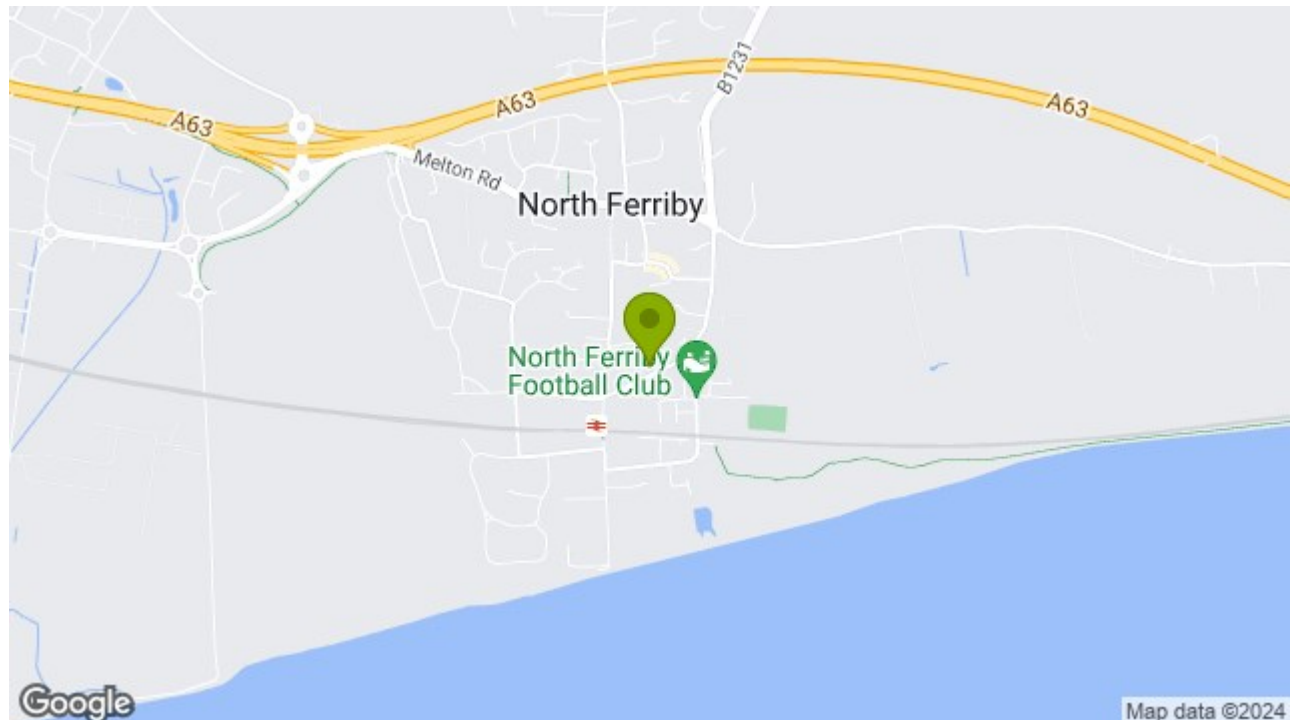 A63
A63
B1231
A63
Melton Rd
North Ferriby
North Ferriby
Football Club
Google
Map data ©2024